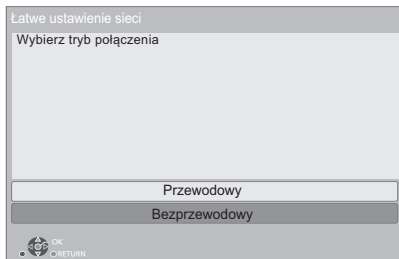 Łatwe ustawienie sieci
Wybierz tryb połączenia
Przewodowy
Bezprzewodowy
OK
RETURN